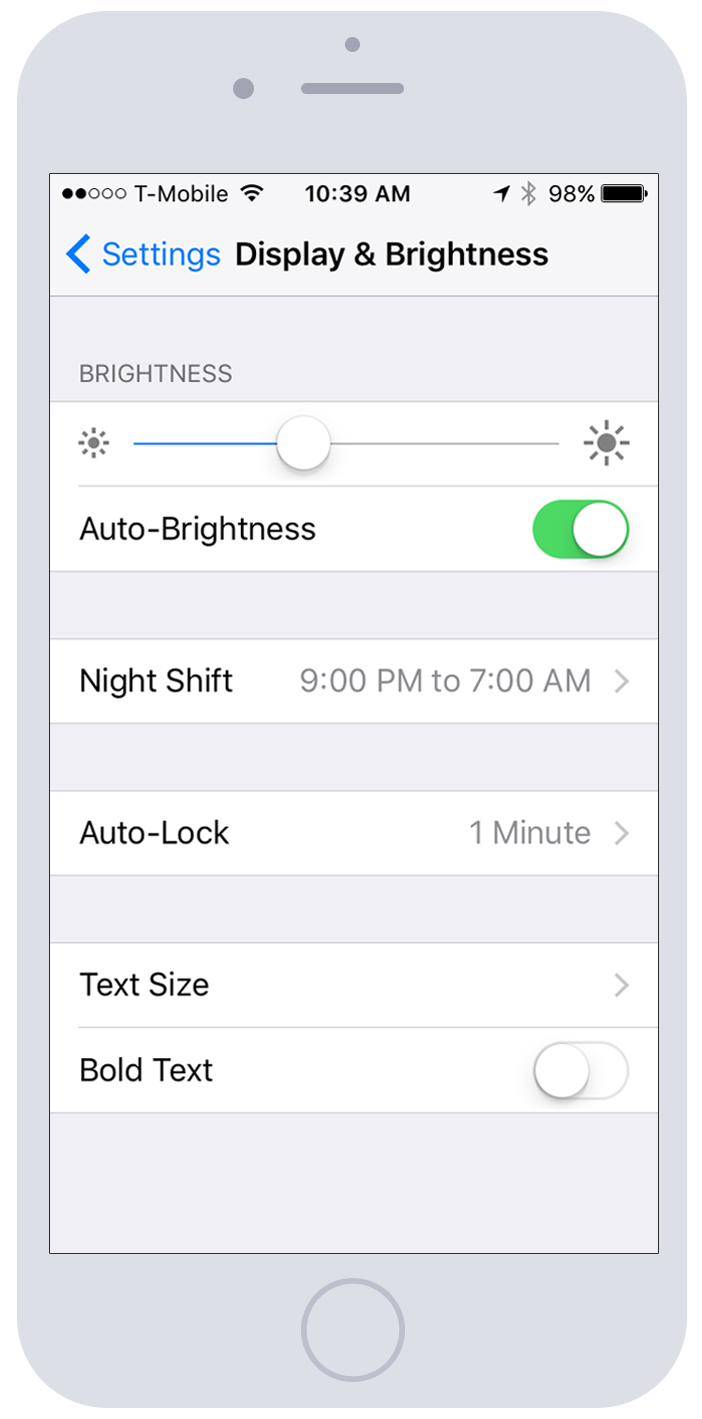 T-Mobile 10:39 AM 98%
Settings Display & Brightness
BRIGHTNESS
Auto-Brightness
Night Shift 9:00 PM to 7:00 AM
Auto-Lock 1 Minute
Text Size
Bold Text